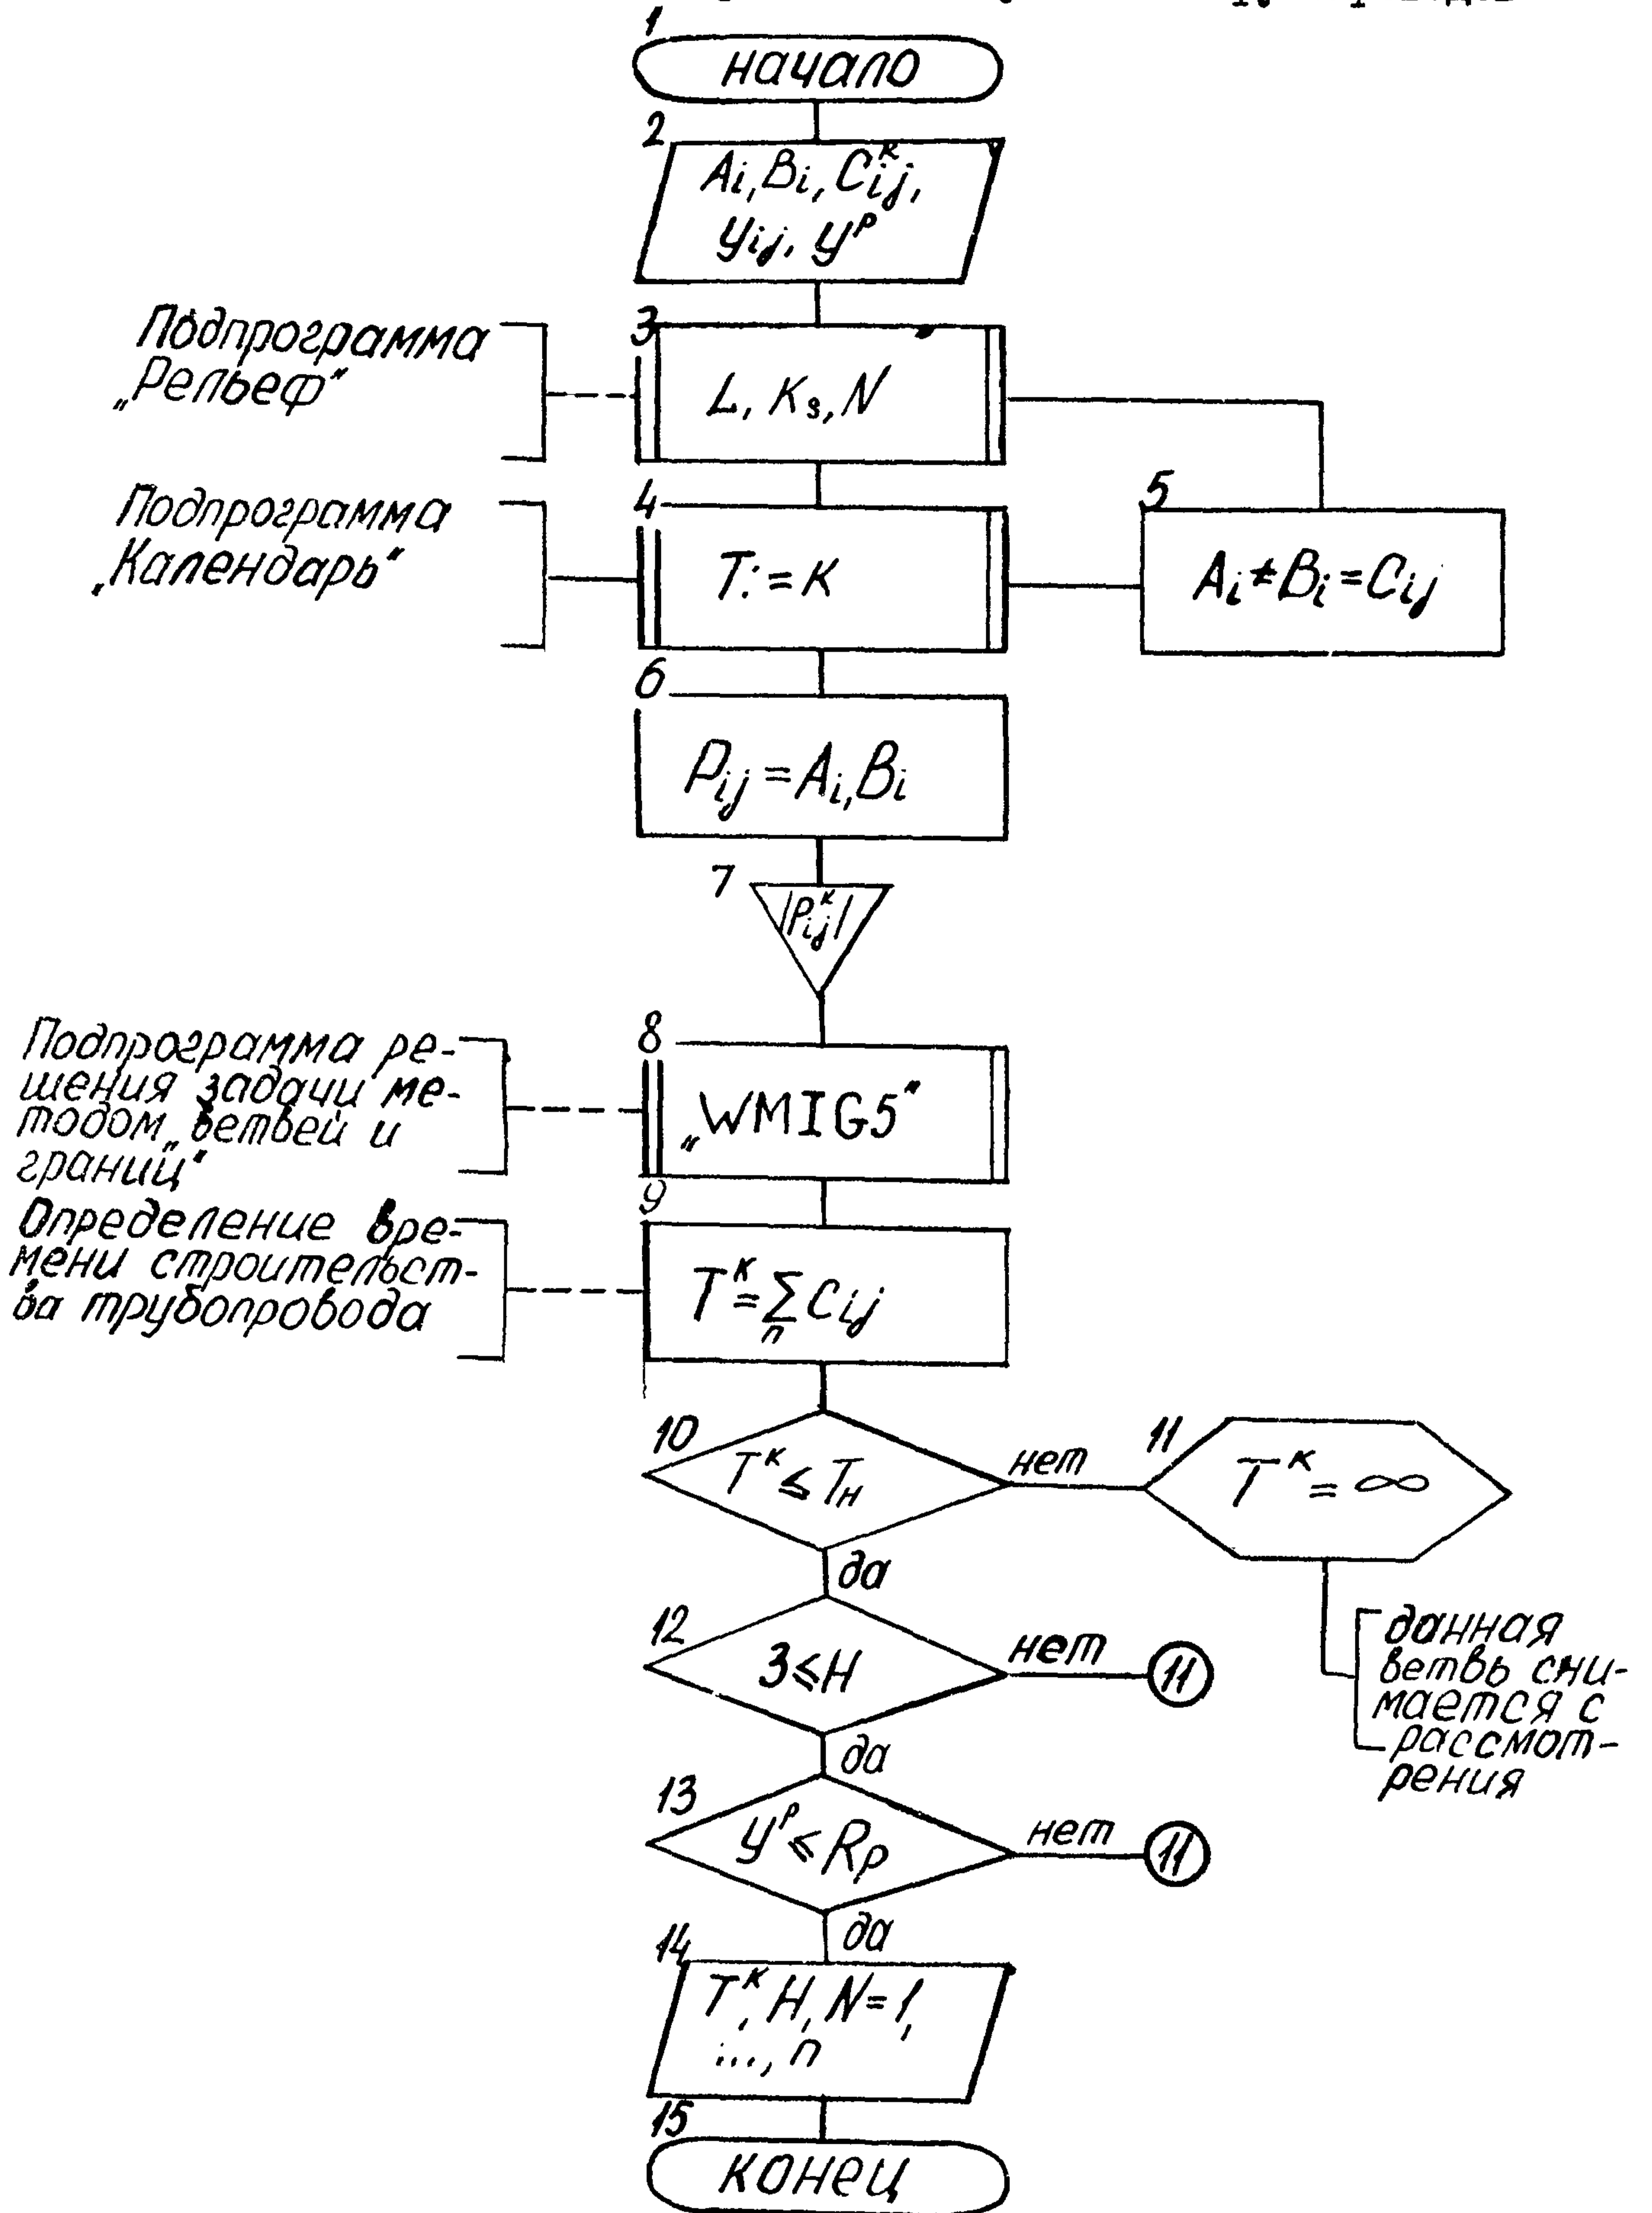 1
начало
2
Ai, Bi, Cᵏij,
Yij, Yᵖ
Подпрограмма
„Рельеф"
3
L, Kз, N
Подпрограмма
„Календарь"
4
T:=K
5
Ai ± Bi = Cij
6
Pij = Ai, Bi
7
|Pᵏij|
8
„WMIG5"
Подпрограмма ре-
шения задачи ме-
тодом „ветвей и
границ"
9
Tᴷ = Σ Cij
n
Определение вре-
мени строительст-
ва трубопровода
10
Tᴷ ≤ Tн
нет
11
Tᴷ = ∞
да
данная
ветвь сни-
мается с
рассмот-
рения
12
З ≤ H
нет
11
да
13
Yᵖ ≤ Rp
нет
11
да
14
Tᴷ, H, N=1,
..., n
15
конец